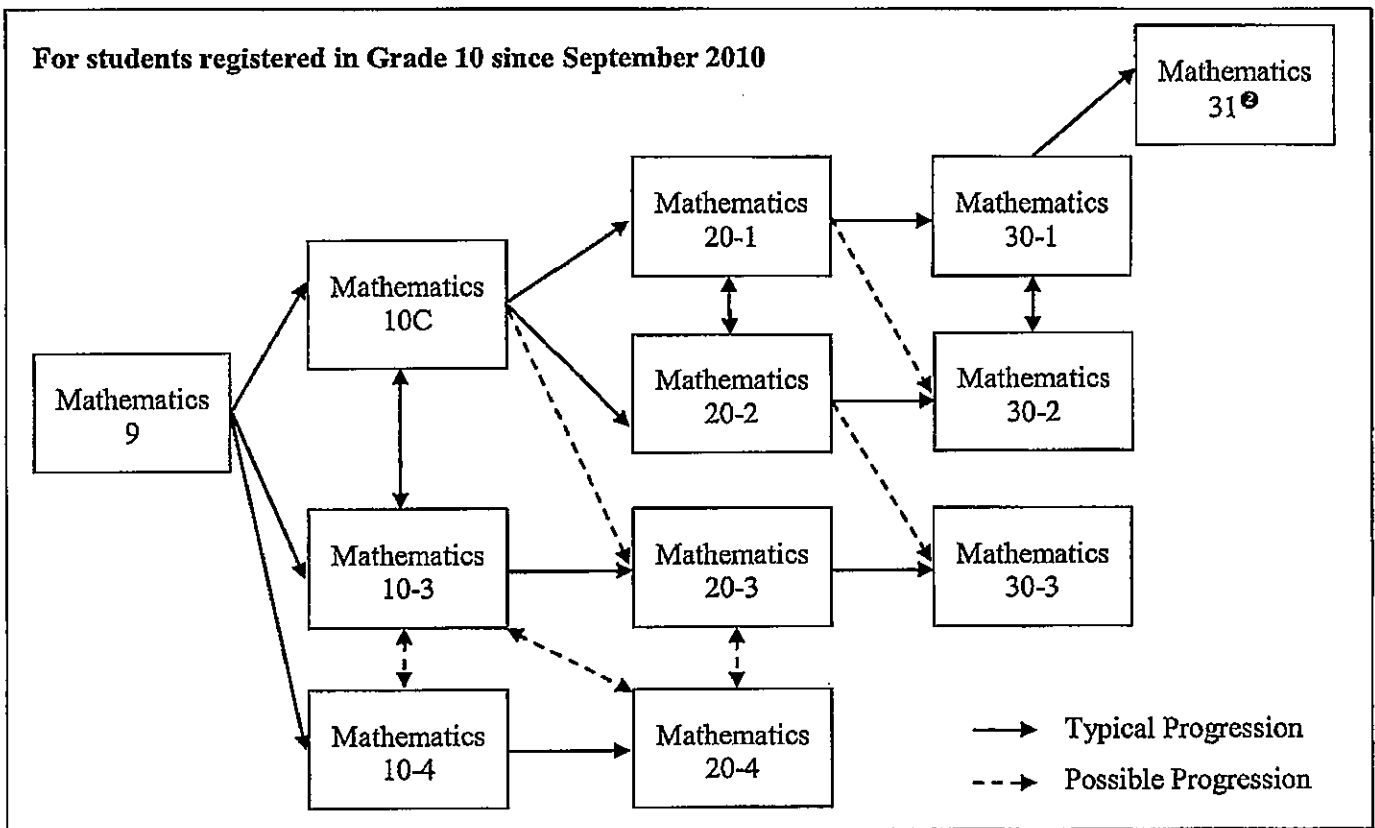 For students registered in Grade 10 since September 2010
Mathematics
31❷
Mathematics
20-1
Mathematics
30-1
Mathematics
10C
Mathematics
20-2
Mathematics
30-2
Mathematics
9
Mathematics
10-3
Mathematics
20-3
Mathematics
30-3
Mathematics
10-4
Mathematics
20-4
Typical Progression
Possible Progression